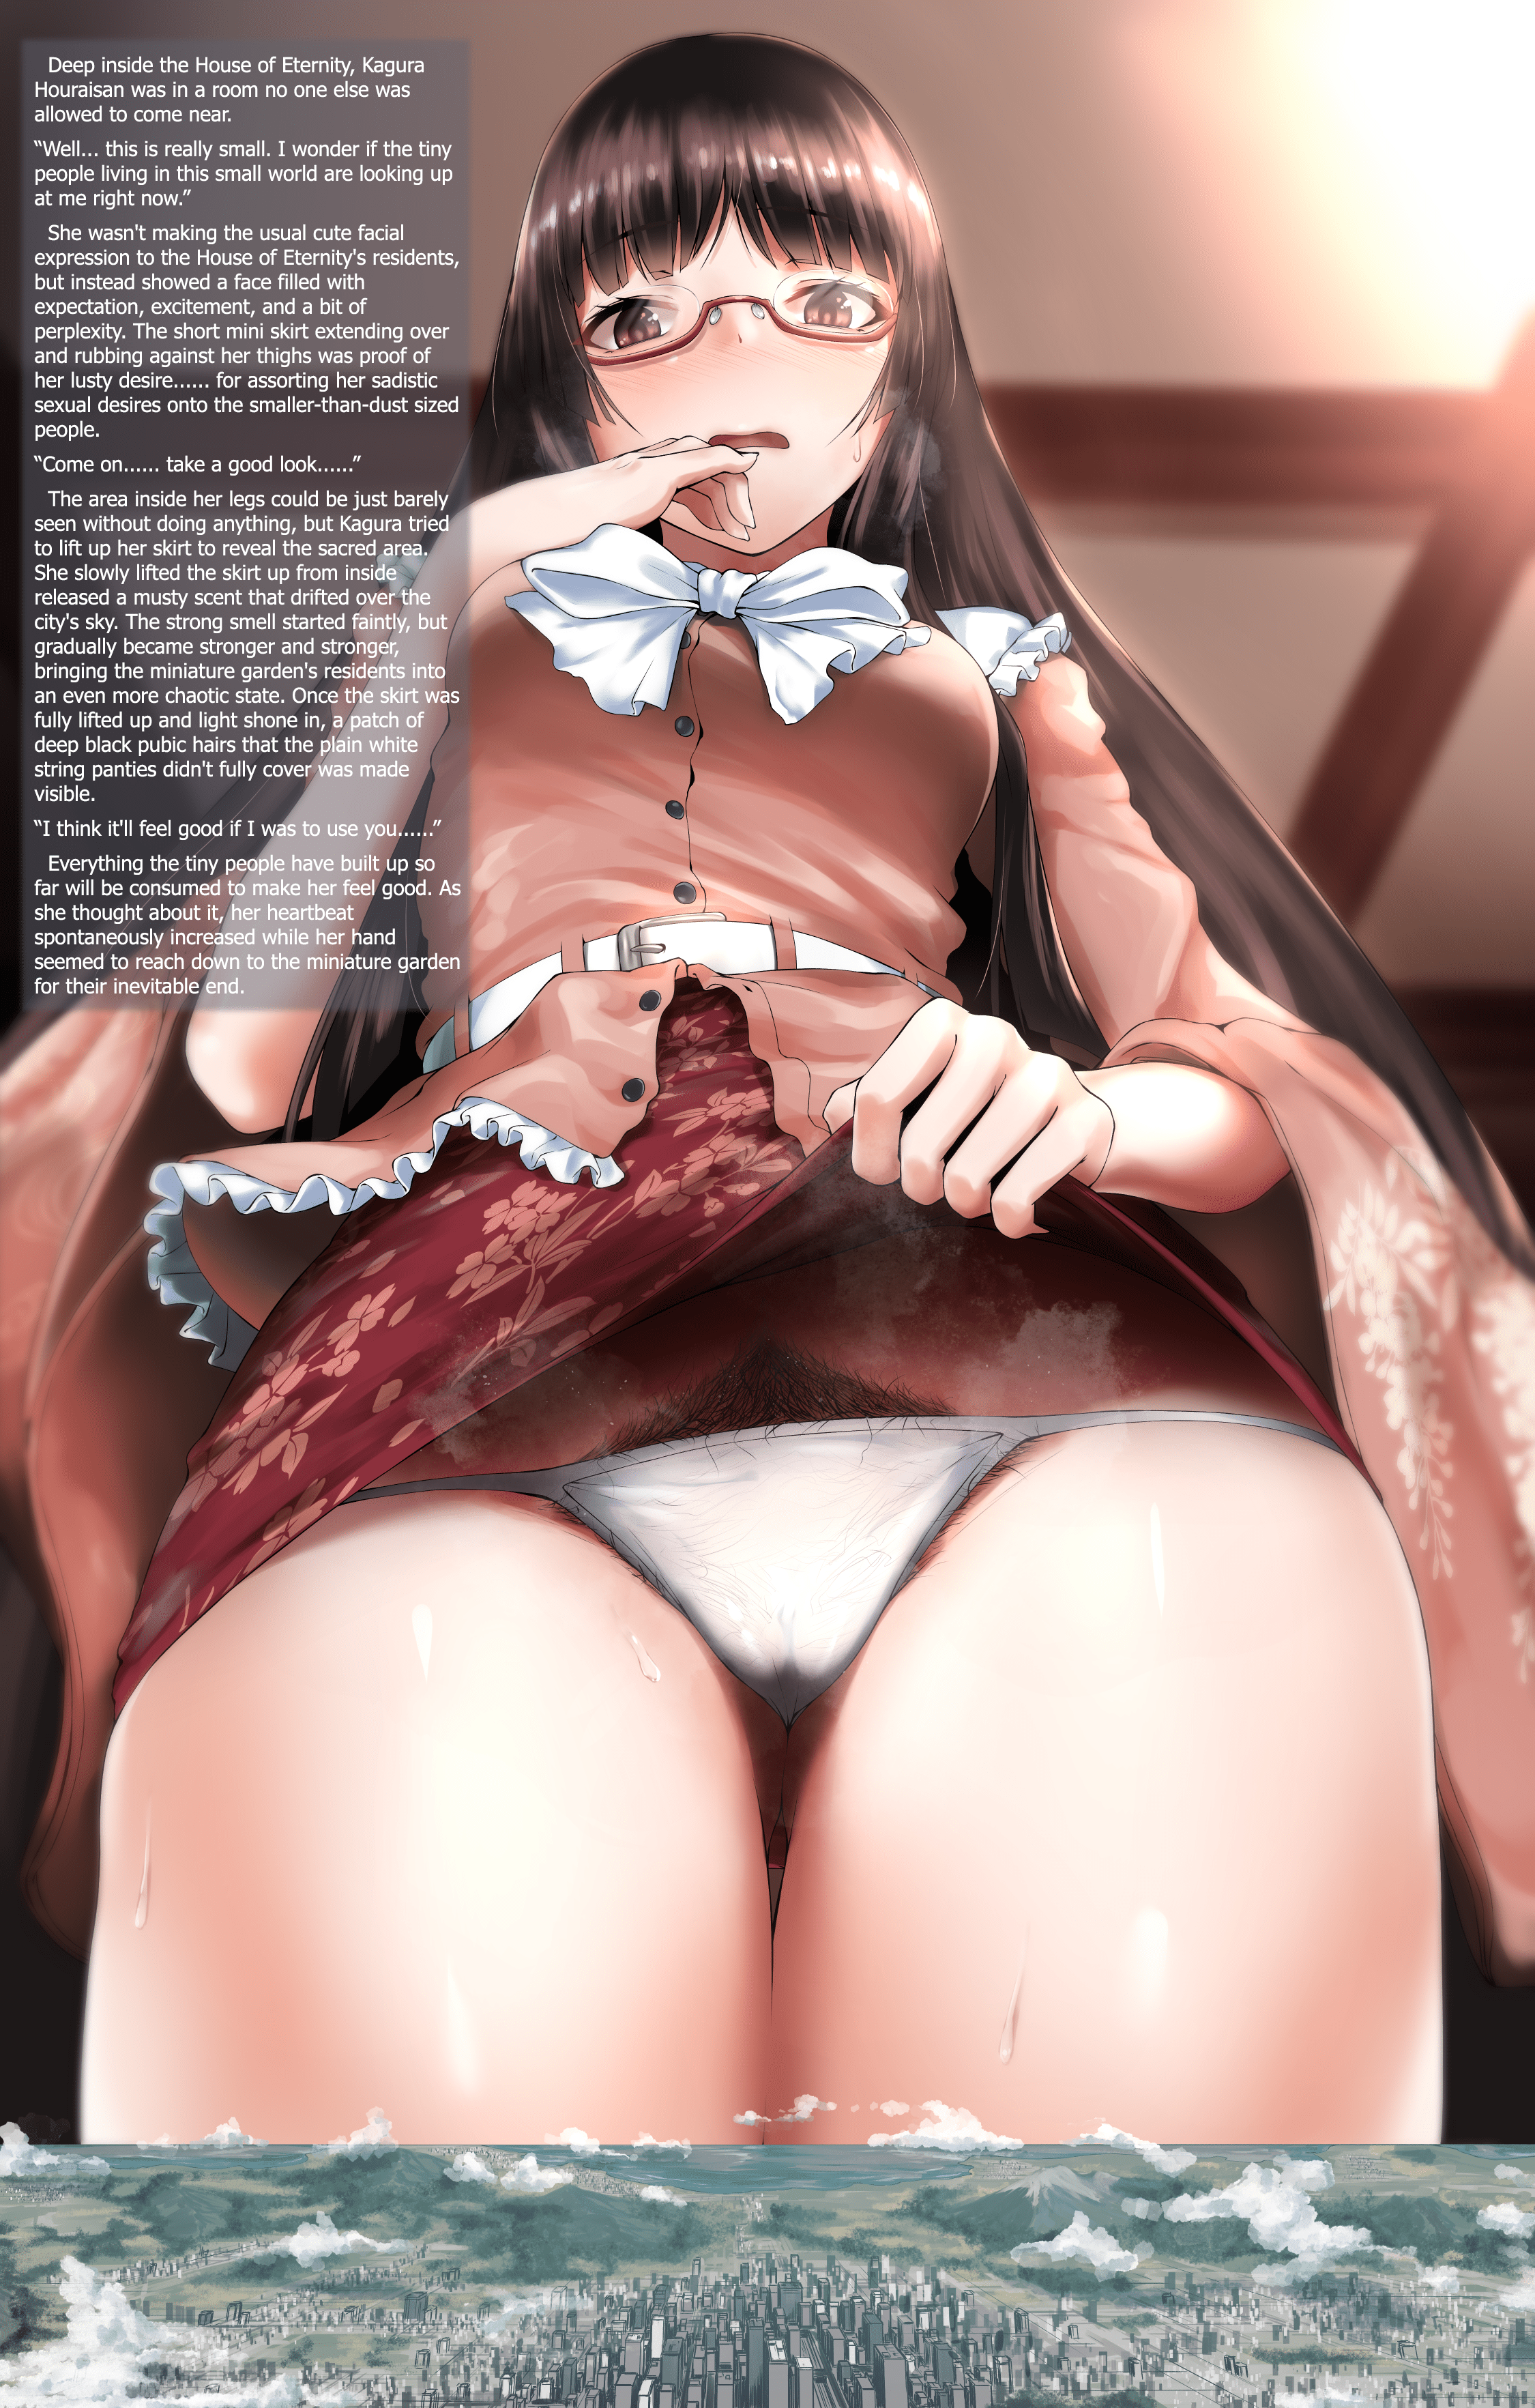 Deep inside the House of Eternity, Kagura
Houraisan was in a room no one else was
allowed to come near.
“Well... this is really small. I wonder if the tiny
people living in this small world are looking up
at me right now.”
She wasn't making the usual cute facial
expression to the House of Eternity's residents,
but instead showed a face filled with
expectation, excitement, and a bit of
perplexity. The short mini skirt extending over
and rubbing against her thighs was proof of
her lusty desire...... for assorting her sadistic
sexual desires onto the smaller-than-dust sized
people.
“Come on...... take a good look......”
The area inside her legs could be just barely
seen without doing anything, but Kagura tried
to lift up her skirt to reveal the sacred area.
She slowly lifted the skirt up from inside
released a musty scent that drifted over the
city's sky. The strong smell started faintly, but
gradually became stronger and stronger,
bringing the miniature garden's residents into
an even more chaotic state. Once the skirt was
fully lifted up and light shone in, a patch of
deep black pubic hairs that the plain white
string panties didn't fully cover was made
visible.
“I think it'll feel good if I was to use you......”
Everything the tiny people have built up so
far will be consumed to make her feel good. As
she thought about it, her heartbeat
spontaneously increased while her hand
seemed to reach down to the miniature garden
for their inevitable end.